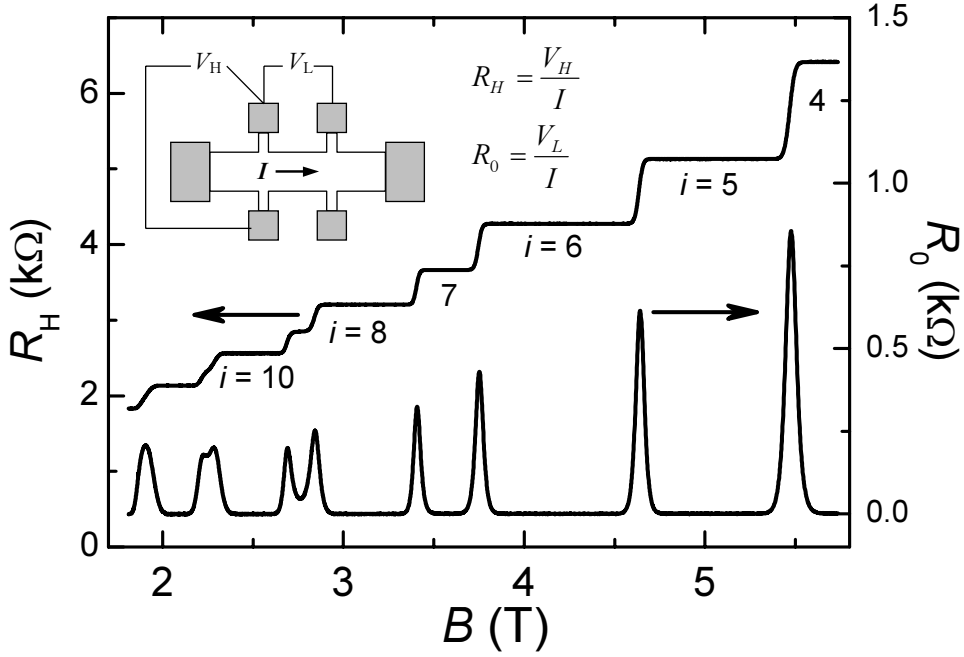 V_H V_L
R_H = V_H / I
R_0 = V_L / I
I
4
i = 5
i = 6
7
i = 8
i = 10
R_H (kΩ)
6
4
2
0
R_0 (kΩ)
1.5
1.0
0.5
0.0
2 3 4 5
B (T)